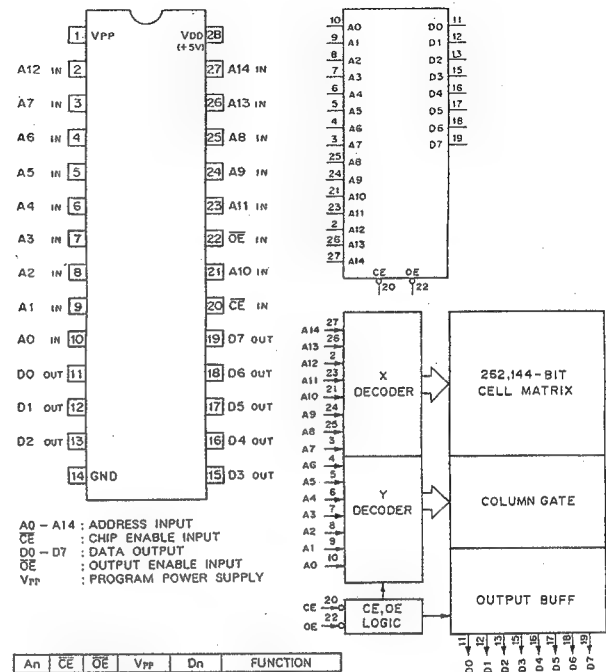 1 VPP VDD 28
(+5V)
A12 IN 2 27 A14 IN
A7 IN 3 26 A13 IN
A6 IN 4 25 A8 IN
A5 IN 5 24 A9 IN
A4 IN 6 23 A11 IN
A3 IN 7 22 OE IN
A2 IN 8 21 A10 IN
A1 IN 9 20 CE IN
A0 IN 10 19 D7 OUT
D0 OUT 11 18 D6 OUT
D1 OUT 12 17 D5 OUT
D2 OUT 13 16 D4 OUT
14 GND 15 D3 OUT
A0 - A14 : ADDRESS INPUT
CE : CHIP ENABLE INPUT
D0 - D7 : DATA OUTPUT
OE : OUTPUT ENABLE INPUT
VPP : PROGRAM POWER SUPPLY
10 A0 D0 11
9 A1 D1 12
8 A2 D2 13
7 A3 D3 15
6 A4 D4 16
5 A5 D5 17
4 A6 D6 18
3 A7 D7 19
25 A8
24 A9
21 A10
23 A11
2 A12
26 A13
27 A14
CE OE
20 22
A14 27
A13 26
A12 2
A11 23
A10 21
A9 24
A8 25
A7 3
A6 4
A5 5
A4 6
A3 7
A2 8
A1 9
A0 10
X
DECODER
Y
DECODER
262,144-BIT
CELL MATRIX
COLUMN GATE
OUTPUT BUFF
CE 20
OE 22
CE,OE
LOGIC
11 12 13 15 16 17 18 19
D0 D1 D2 D3 D4 D5 D6 D7
An CE OE VPP Dn FUNCTION